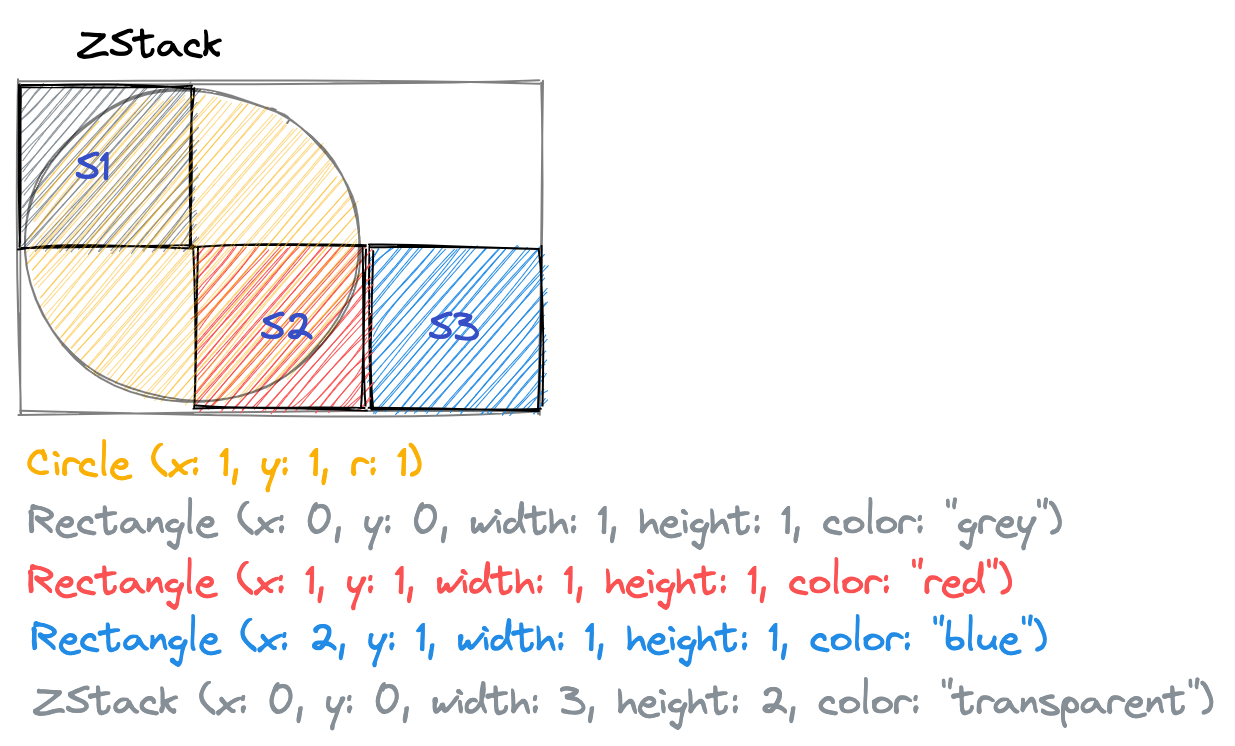 ZStack
S1
S2
S3
Circle (x: 1, y: 1, r: 1)
Rectangle (x: 0, y: 0, width: 1, height: 1, color: "grey")
Rectangle (x: 1, y: 1, width: 1, height: 1, color: "red")
Rectangle (x: 2, y: 1, width: 1, height: 1, color: "blue")
ZStack (x: 0, y: 0, width: 3, height: 2, color: "transparent")